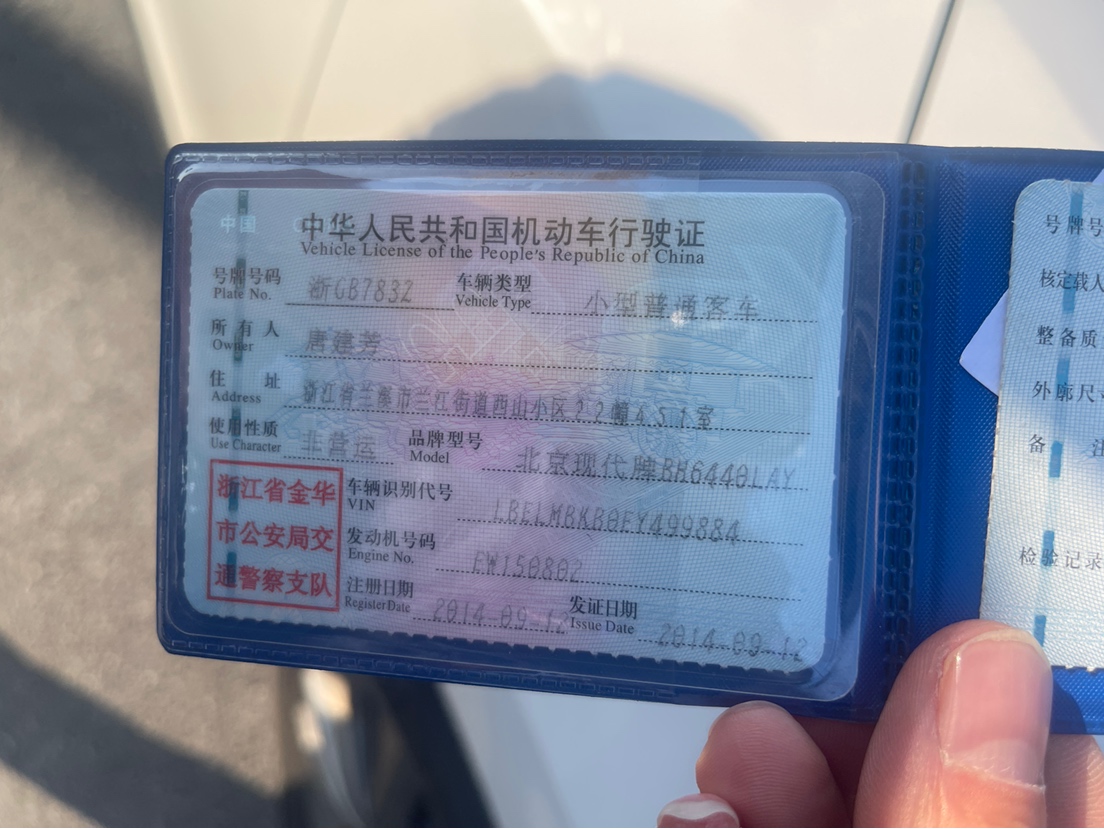 中国
中华人民共和国机动车行驶证
Vehicle License of the People's Republic of China
号牌号码 浙GB7832 车辆类型 小型普通客车
Plate No. Vehicle Type
所有人 唐建芳
Owner
住址 浙江省兰溪市兰江街道西山小区22幢451室
Address
使用性质 非营运 品牌型号 北京现代牌BH6440LAY
Use Character Model
浙江省金华
市公安局交
通警察支队
车辆识别代号 LBELMBKB0EY499884
VIN
发动机号码 EW150802
Engine No.
注册日期 2014-09-12 发证日期 2014-09-12
Register Date Issue Date
号牌号
核定载人
整备质
外廓尺寸
备注
检验记录